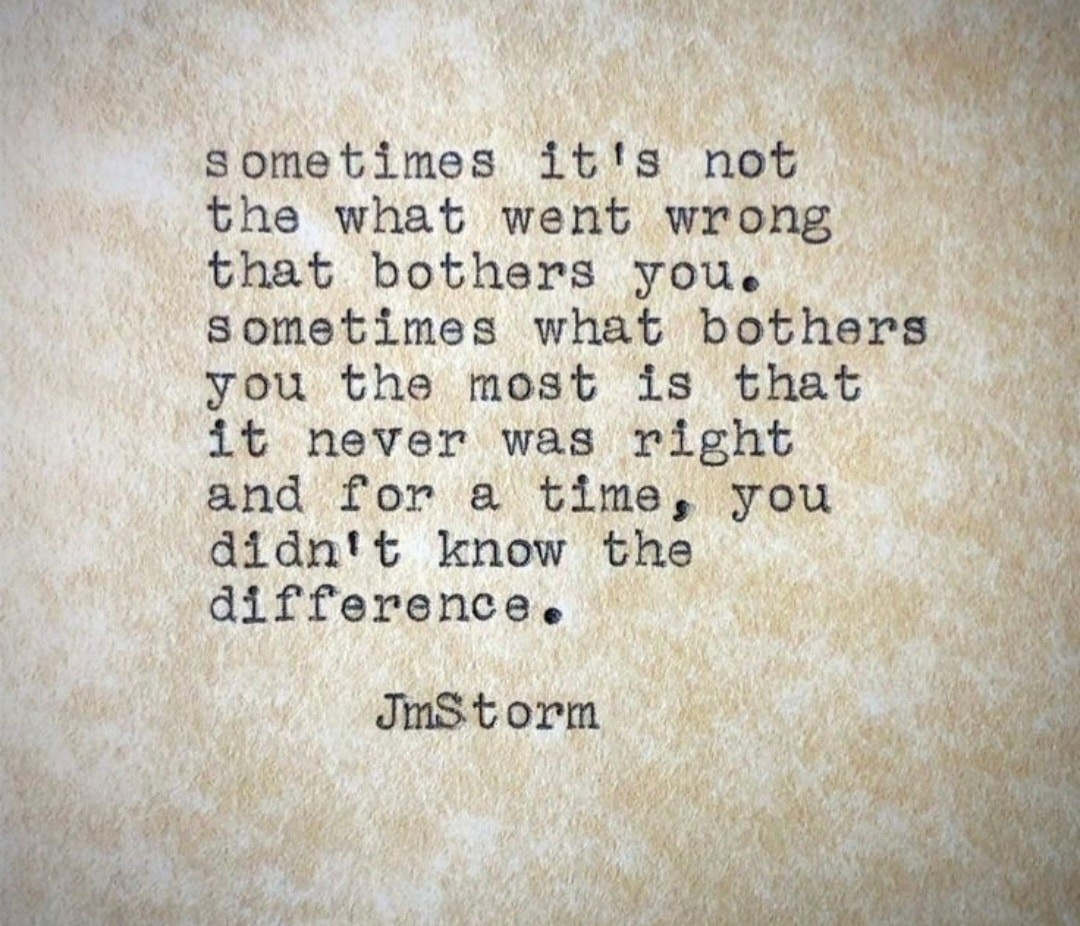 sometimes it's not
the what went wrong
that bothers you.
sometimes what bothers
you the most is that
it never was right
and for a time, you
didn't know the
difference.
JmStorm